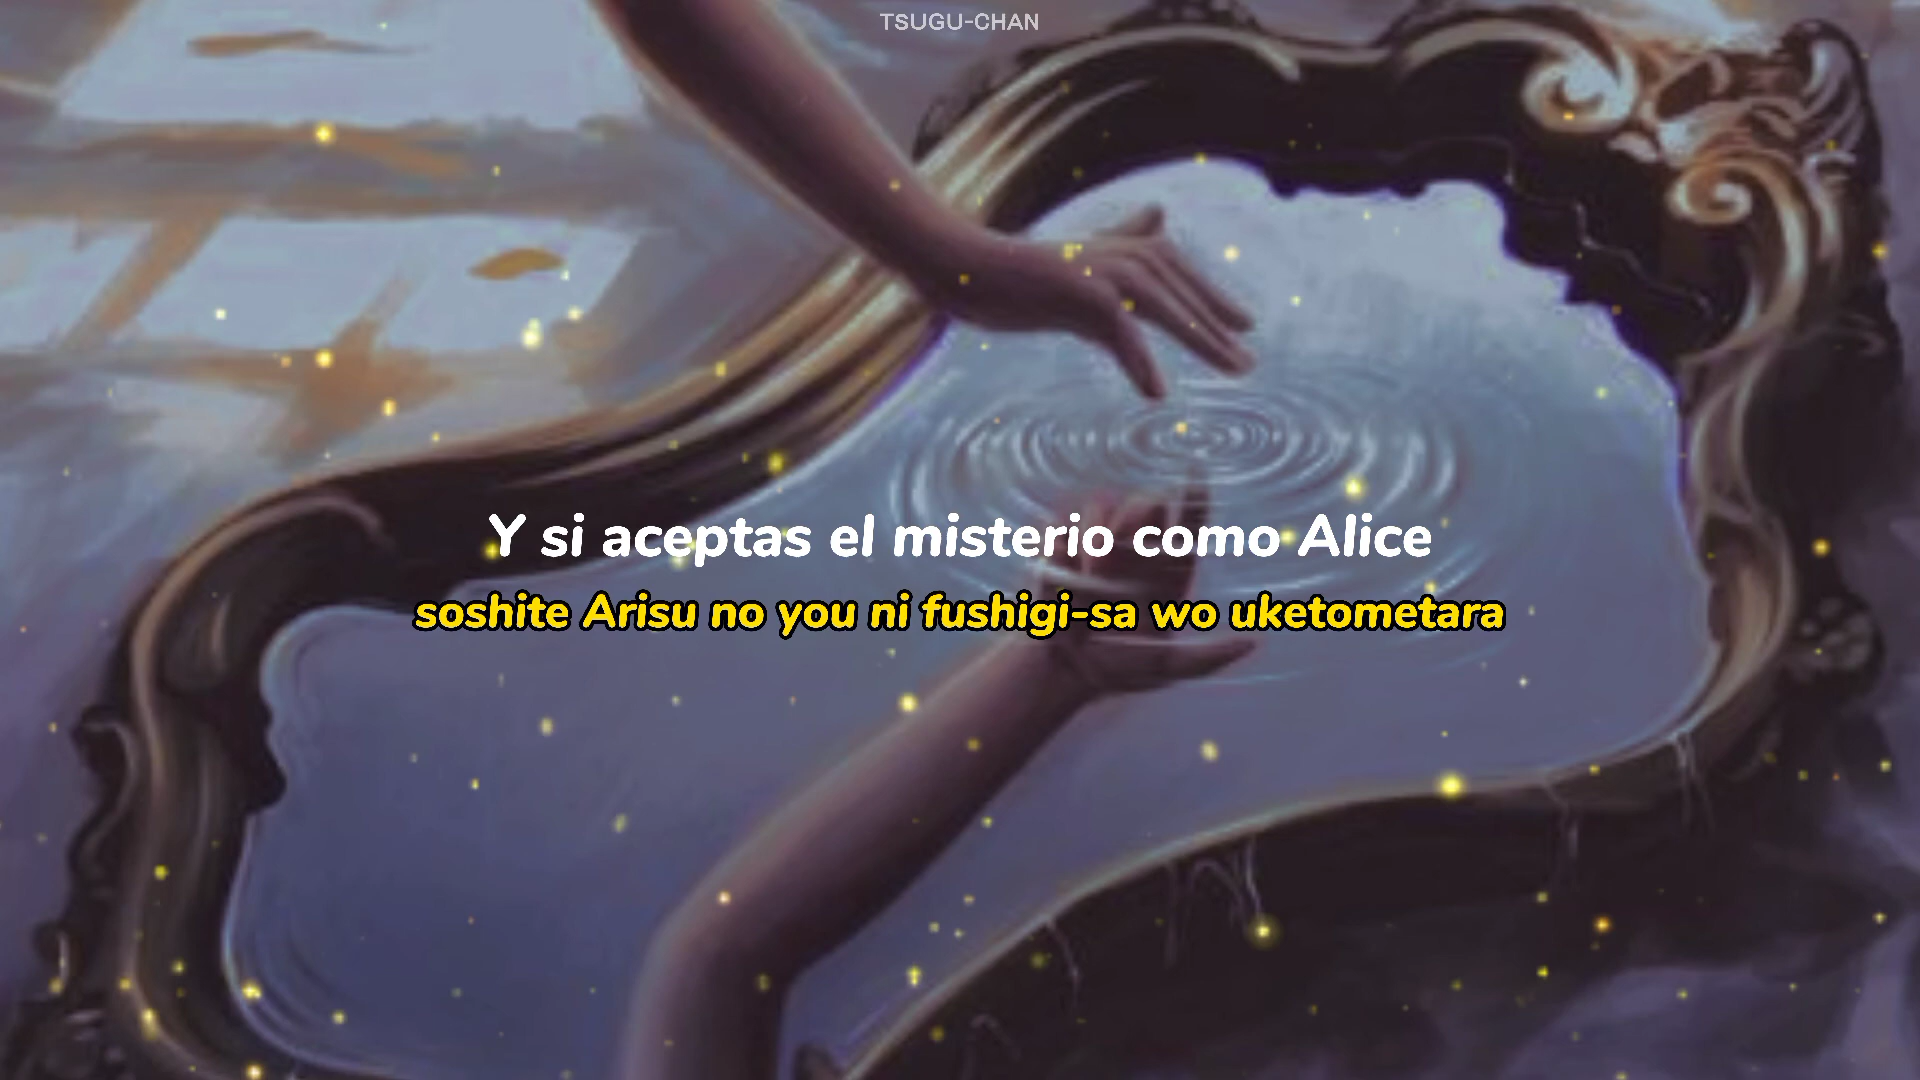 TSUGU-CHAN
Y si aceptas el misterio como Alice
soshite Arisu no you ni fushigi-sa wo uketometara